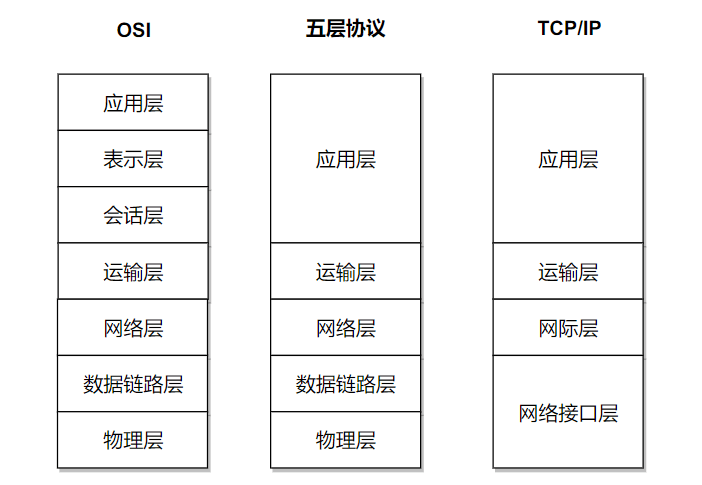 OSI
五层协议
TCP/IP
应用层
表示层
会话层
运输层
网络层
数据链路层
物理层
应用层
运输层
网络层
数据链路层
物理层
应用层
运输层
网际层
网络接口层